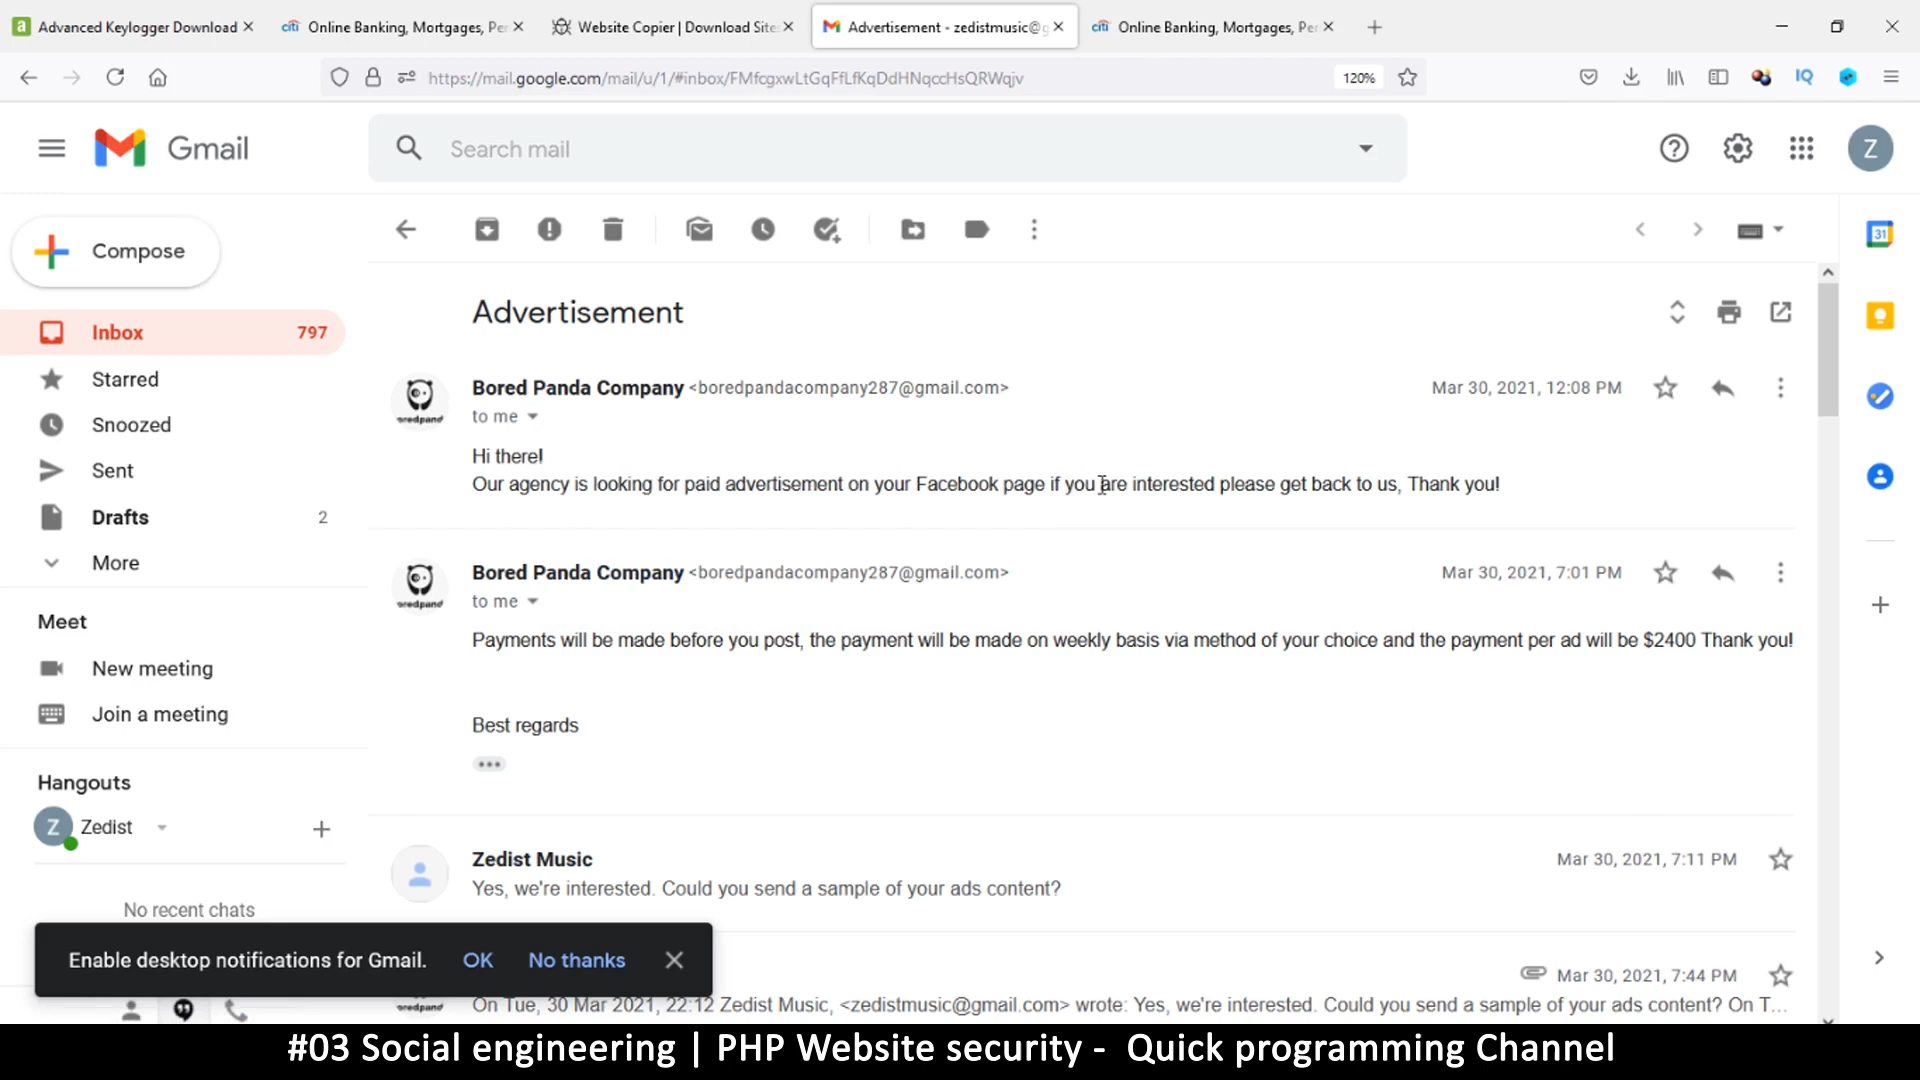 Advanced Keylogger Download
citi Online Banking, Mortgages, Per
Website Copier | Download Site
Advertisement - zedistmusic@g
citi Online Banking, Mortgages, Per
https://mail.google.com/mail/u/1/#inbox/FMfcgxwLtGqFfLfKqDdHNqccHsQRWqjv
120%
IQ
Gmail
Search mail
Z
Compose
31
Advertisement
Inbox 797
Starred
Bored Panda Company <boredpandacompany287@gmail.com> Mar 30, 2021, 12:08 PM
to me
Snoozed
Hi there!
Sent
Our agency is looking for paid advertisement on your Facebook page if you are interested please get back to us, Thank you!
Drafts 2
More
Bored Panda Company <boredpandacompany287@gmail.com> Mar 30, 2021, 7:01 PM
to me
Meet
Payments will be made before you post, the payment will be made on weekly basis via method of your choice and the payment per ad will be $2400 Thank you!
New meeting
Join a meeting
Best regards
Hangouts
Z Zedist
Zedist Music Mar 30, 2021, 7:11 PM
Yes, we're interested. Could you send a sample of your ads content?
No recent chats
Enable desktop notifications for Gmail. OK No thanks
Mar 30, 2021, 7:44 PM
On Tue, 30 Mar 2021, 22:12 Zedist Music, <zedistmusic@gmail.com> wrote: Yes, we're interested. Could you send a sample of your ads content? On T...
#03 Social engineering | PHP Website security - Quick programming Channel